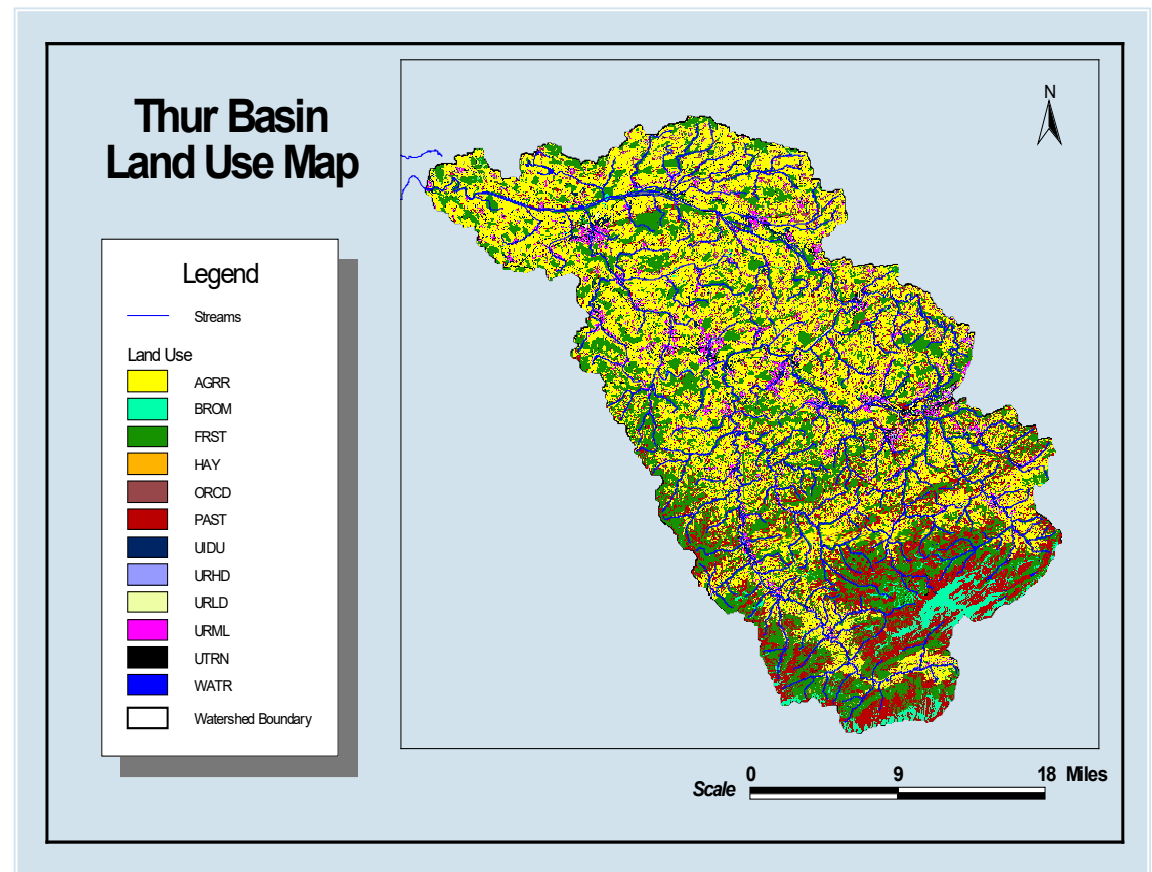 Thur Basin
Land Use Map
N
Legend
Streams
Land Use
AGRR
BROM
FRST
HAY
ORCD
PAST
UIDU
URHD
URLD
URML
UTRN
WATR
Watershed Boundary
Scale 0 9 18 Miles